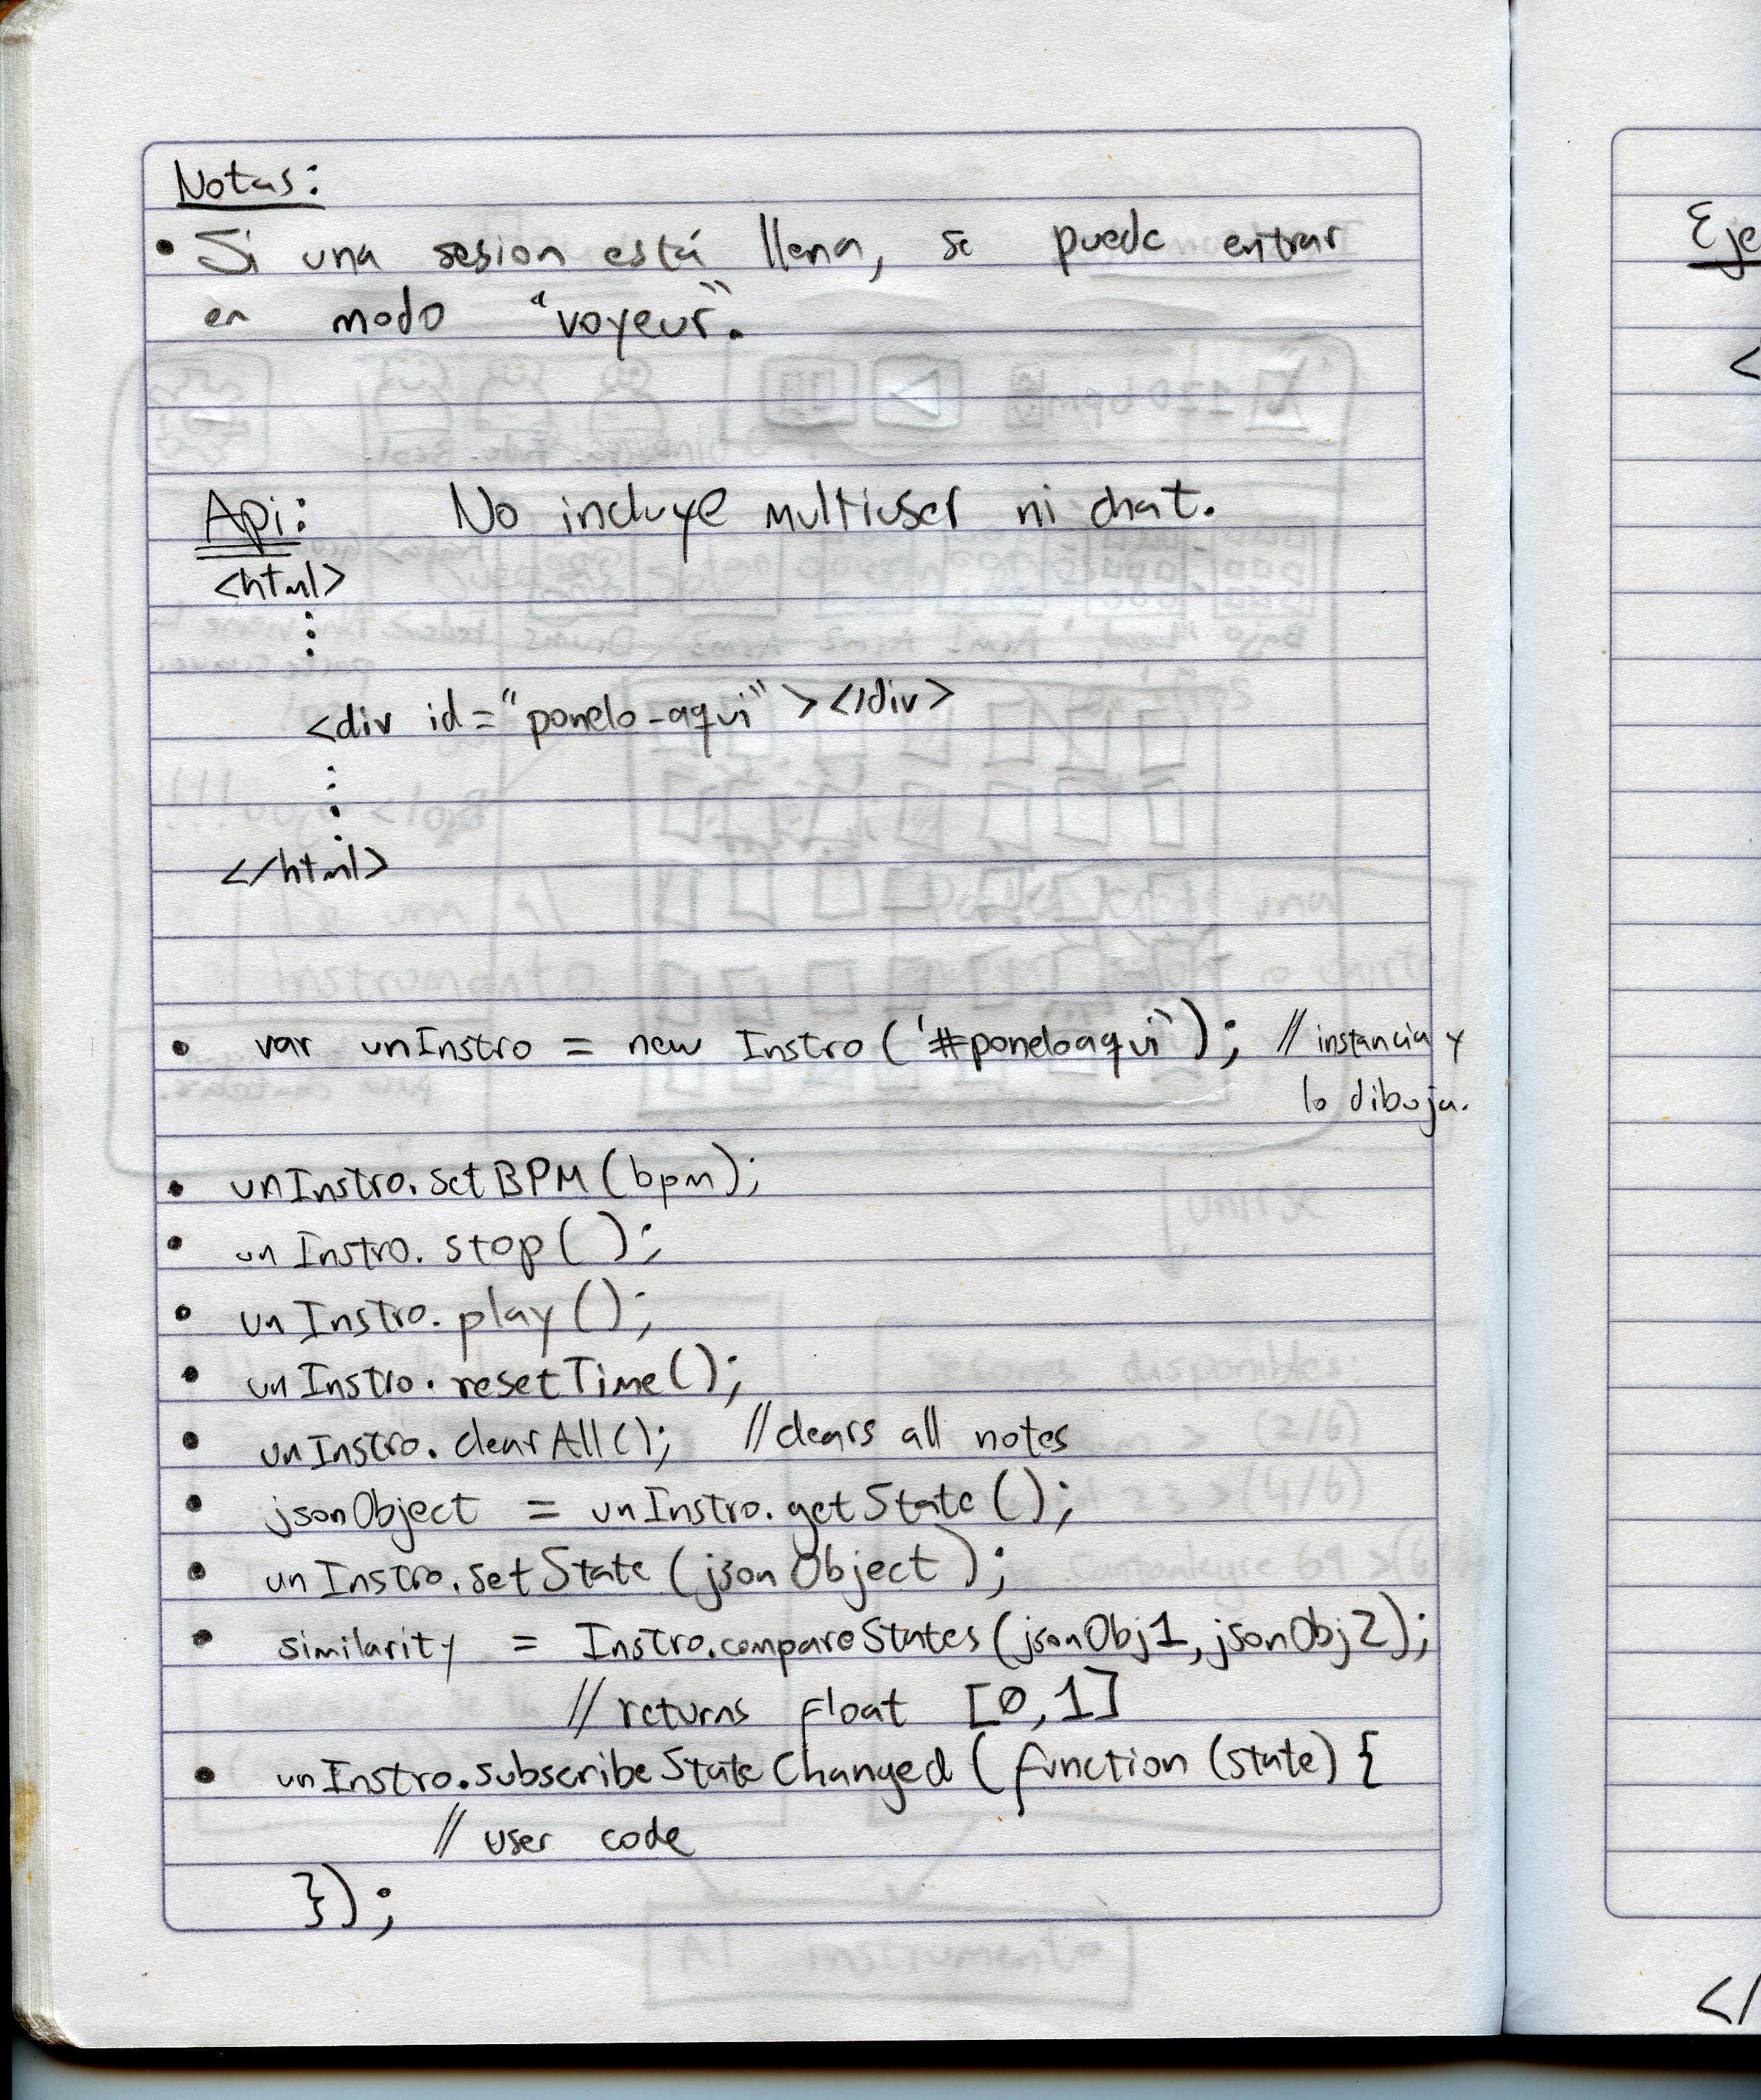 Notas:
• Si una sesion está llena, se puede entrar
en modo "voyeur".
Api: No incluye multiuser ni chat.
<html>
<div id="ponelo-aqui"></div>
</html>
• var unInstro = new Instro('#poneloaqui'); // instancia y
lo dibuja.
• unInstro.setBPM(bpm);
• unInstro.stop();
• unInstro.play();
• unInstro.resetTime();
• unInstro.clearAll(); //clears all notes
• jsonObject = unInstro.getState();
• unInstro.setState(jsonObject);
• similarity = Instro.compareStates(jsonObj1, jsonObj2);
// returns float [0,1]
• unInstro.subscribeStateChanged(function(state){
// user code
});
Eje
<
</